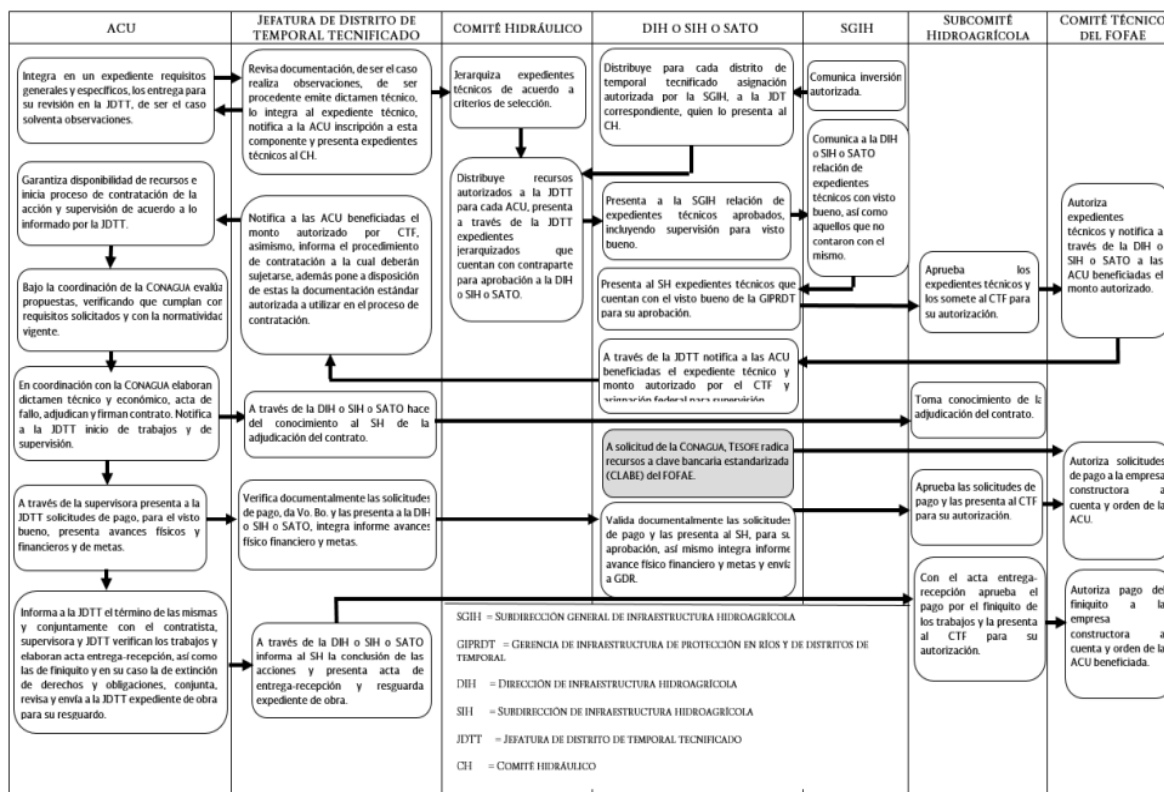 ACU
JEFATURA DE DISTRITO DE
TEMPORAL TECNIFICADO
COMITÉ HIDRÁULICO
DIH O SIH O SATO
SGIH
SUBCOMITÉ
HIDROAGRÍCOLA
COMITÉ TÉCNICO
DEL FOFAE
Integra en un expediente requisitos
generales y específicos, los entrega para
su revisión en la JDTT, de ser el caso
solventa observaciones.
Revisa documentación, de ser el caso
realiza observaciones, de ser
procedente emite dictamen técnico,
lo integra al expediente técnico,
notifica a la ACU inscripción a esta
componente y presenta expedientes
técnicos al CH.
Jerarquiza expedientes
técnicos de acuerdo a
criterios de selección.
Distribuye para cada distrito de
temporal tecnificado asignación
autorizada por la SGIH, a la JDT
correspondiente, quien lo presenta al
CH.
Comunica inversión
autorizada.
Comunica a la DIH
o SIH o SATO
relación de
expedientes
técnicos con visto
bueno, así como
aquellos que no
contaron con el
mismo.
Garantiza disponibilidad de recursos e
inicia proceso de contratación de la
acción y supervisión de acuerdo a lo
informado por la JDTT.
Notifica a las ACU beneficiadas el
monto autorizado por CTF,
asimismo, informa el procedimiento
de contratación a la cual deberán
sujetarse, además pone a disposición
de estas la documentación estándar
autorizada a utilizar en el proceso de
contratación.
Distribuye recursos
autorizados a la JDTT
para cada ACU, presenta
a través de la JDTT
expedientes
jerarquizados que
cuentan con contraparte
para aprobación a la DIH
o SIH o SATO.
Presenta a la SGIH relación de
expedientes técnicos aprobados,
incluyendo supervisión para visto
bueno.
Autoriza
expedientes
técnicos y notifica a
través de la DIH o
SIH o SATO a las
ACU beneficiadas el
monto autorizado.
Bajo la coordinación de la CONAGUA evalúa
propuestas, verificando que cumplan con
requisitos solicitados y con la normatividad
vigente.
Presenta al SH expedientes técnicos que
cuentan con el visto bueno de la GIPRDT
para su aprobación.
Aprueba los
expedientes técnicos y
los somete al CTF para
su autorización.
A través de la JDTT notifica a las ACU
beneficiadas el expediente técnico y
monto autorizado por el CTF y
asignación federal para supervisión
En coordinación con la CONAGUA elaboran
dictamen técnico y económico, acta de
fallo, adjudican y firman contrato. Notifica
a la JDTT inicio de trabajos y de
supervisión.
A través de la DIH o SIH o SATO hace
del conocimiento al SH de la
adjudicación del contrato.
Toma conocimiento de la
adjudicación del contrato.
A solicitud de la CONAGUA, TESOFE radica
recursos a clave bancaria estandarizada
(CLABE) del FOFAE.
Autoriza solicitudes
de pago a la empresa
constructora a
cuenta y orden de la
ACU.
A través de la supervisora presenta a la
JDTT solicitudes de pago, para el visto
bueno, presenta avances físicos y
financieros y de metas.
Verifica documentalmente las solicitudes
de pago, da Vo. Bo. y las presenta a la DIH
o SIH o SATO, integra informe avances
físico financiero y metas.
Valida documentalmente las solicitudes
de pago y las presenta al SH, para su
aprobación, así mismo integra informe
avance físico financiero y metas y envía
a GDR.
Aprueba las solicitudes de
pago y las presenta al CTF
para su autorización.
Informa a la JDTT el término de las mismas
y conjuntamente con el contratista,
supervisora y JDTT verifican los trabajos y
elaboran acta entrega-recepción, así como
las de finiquito y en su caso la de extinción
de derechos y obligaciones, conjunta,
revisa y envía a la JDTT expediente de obra
para su resguardo.
A través de la DIH o SIH o SATO
informa al SH la conclusión de las
acciones y presenta acta de
entrega-recepción y resguarda
expediente de obra.
Con el acta entrega-
recepción aprueba el
pago por el finiquito de
los trabajos y la presenta
al CTF para su
autorización.
Autoriza pago del
finiquito a la
empresa
constructora a
cuenta y orden de la
ACU beneficiada.
SGIH = SUBDIRECCIÓN GENERAL DE INFRAESTRUCTURA HIDROAGRÍCOLA
GIPRDT = GERENCIA DE INFRAESTRUCTURA DE PROTECCIÓN EN RÍOS Y DE DISTRITOS DE
TEMPORAL
DIH = DIRECCIÓN DE INFRAESTRUCTURA HIDROAGRÍCOLA
SIH = SUBDIRECCIÓN DE INFRAESTRUCTURA HIDROAGRÍCOLA
JDTT = JEFATURA DE DISTRITO DE TEMPORAL TECNIFICADO
CH = COMITÉ HIDRÁULICO